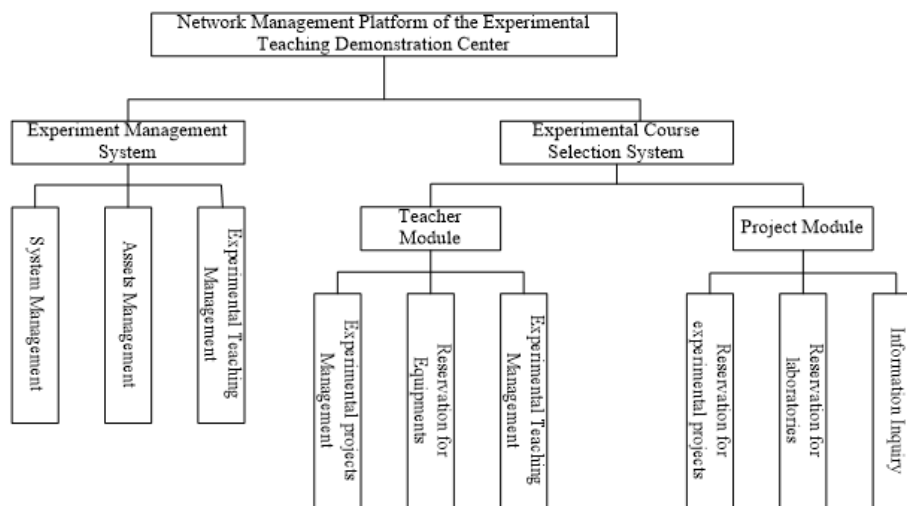 Network Management Platform of the Experimental
Teaching Demonstration Center
Experiment Management
System
Experimental Course
Selection System
System Management
Assets Management
Experimental Teaching
Management
Teacher
Module
Project Module
Experimental projects
Management
Reservation for
Equipments
Experimental Teaching
Management
Reservation for
experimental projects
Reservation for
laboratories
Information Inquiry